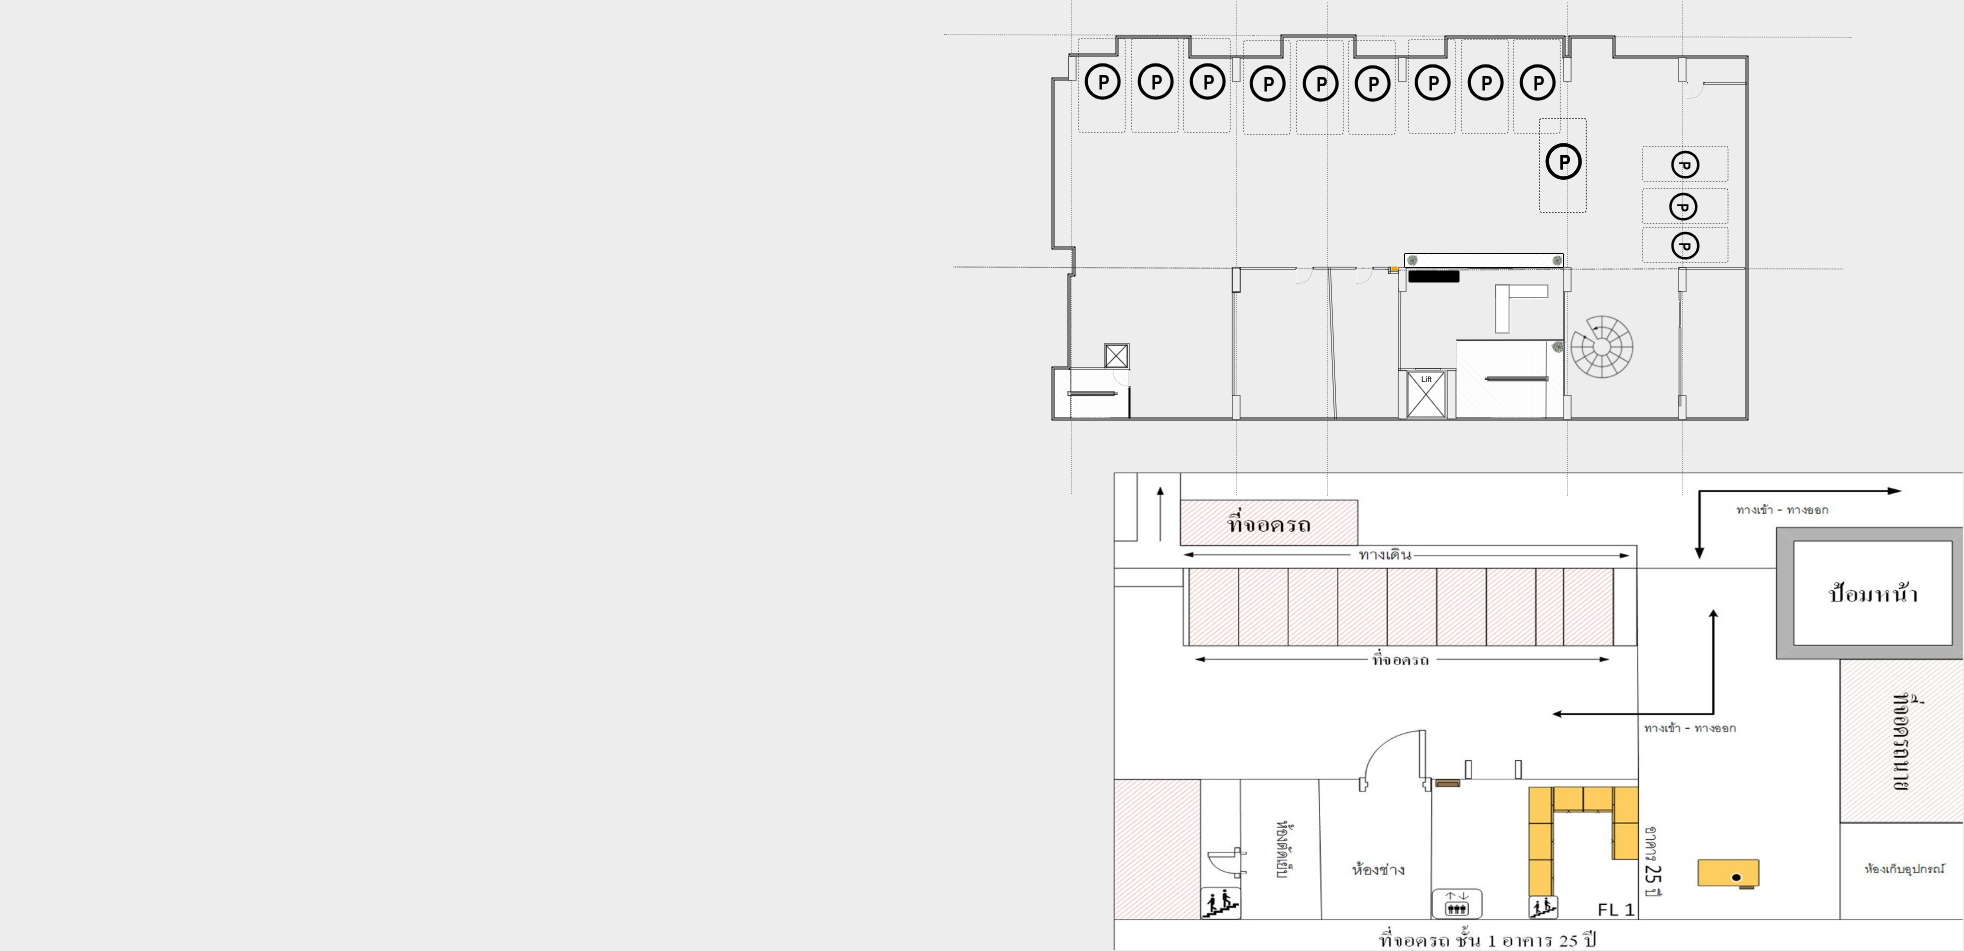 P P P P P P P P P
P
P
P
P
Lift
ที่จอดรถ
ทางเข้า - ทางออก
ทางเดิน
ป้อมหน้า
ที่จอดรถ
ที่จอดรถนาย
ทางเข้า - ทางออก
ห้องตัดเย็บ
ห้องช่าง
อาคาร 25 ปี
ห้องเก็บอุปกรณ์
FL 1
ที่จอดรถ ชั้น 1 อาคาร 25 ปี